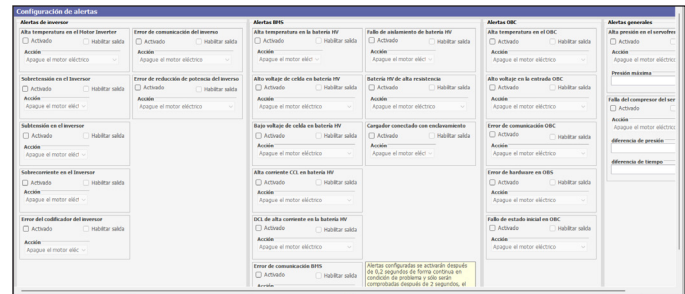 Configuración de alertas
Alertas de inversor
Alta temperatura en el Motor Inverter
Activado Habilitar salida
Acción
Apague el motor eléctrico
Sobretensión en el Inversor
Activado Habilitar salida
Acción
Apague el motor eléct
Subtensión en el inversor
Activado Habilitar salida
Acción
Apague el motor eléct
Sobrecorriente en el Inversor
Activado Habilitar salida
Acción
Apague el motor eléctrico
Error del codificador del inversor
Activado Habilitar salida
Acción
Apague el motor eléc
Error de comunicación del inverso
Activado Habilitar salida
Acción
Apague el motor eléctrico
Error de reducción de potencia del inverso
Activado Habilitar salida
Acción
Apague el motor eléctrico
Alertas BMS
Alta temperatura en la batería HV
Activado Habilitar salida
Acción
Apague el motor eléctrico
Alto voltaje de celda en batería HV
Activado Habilitar salida
Acción
Apague el motor eléctrico
Bajo voltaje de celda en batería HV
Activado Habilitar salida
Acción
Apague el motor eléctrico
Alta corriente CCL en batería HV
Activado Habilitar salida
Acción
Apague el motor eléctrico
DCL de alta corriente en la batería HV
Activado Habilitar salida
Acción
Apague el motor eléctrico
Error de comunicación BMS
Activado Habilitar salida
Acción
Fallo de aislamiento de batería HV
Activado Habilitar salida
Acción
Apague el motor eléct
Batería HV de alta resistencia
Activado Habilitar salida
Acción
Apague el motor eléctrico
Cargador conectado con enclavamiento
Activado Habilitar salida
Acción
Apague el motor eléct
Alertas configuradas se activarán después
de 0,2 segundos de forma continua en
condición de problema y sólo serán
comprobadas después de 2 segundos, él
Alertas OBC
Alta temperatura en el OBC
Activado Habilitar salida
Acción
Apague el motor eléctrico
Alto voltaje en la entrada OBC
Activado Habilitar salida
Acción
Apague el motor eléctrico
Error de comunicación OBC
Activado Habilitar salida
Acción
Apague el motor eléctrico
Error de hardware en OBS
Activado Habilitar salida
Acción
Apague el motor eléctrico
Fallo de estado inicial en OBC
Activado Habilitar salida
Acción
Apague el motor eléctrico
Alertas generales
Alta presión en el servofren
Activado Habilitar
Acción
Apague el motor eléctrico
Presión máxima
Falla del compresor del ser
Activado Habilitar
Acción
Apague el motor eléctric
diferencia de presión
diferencia de tiempo